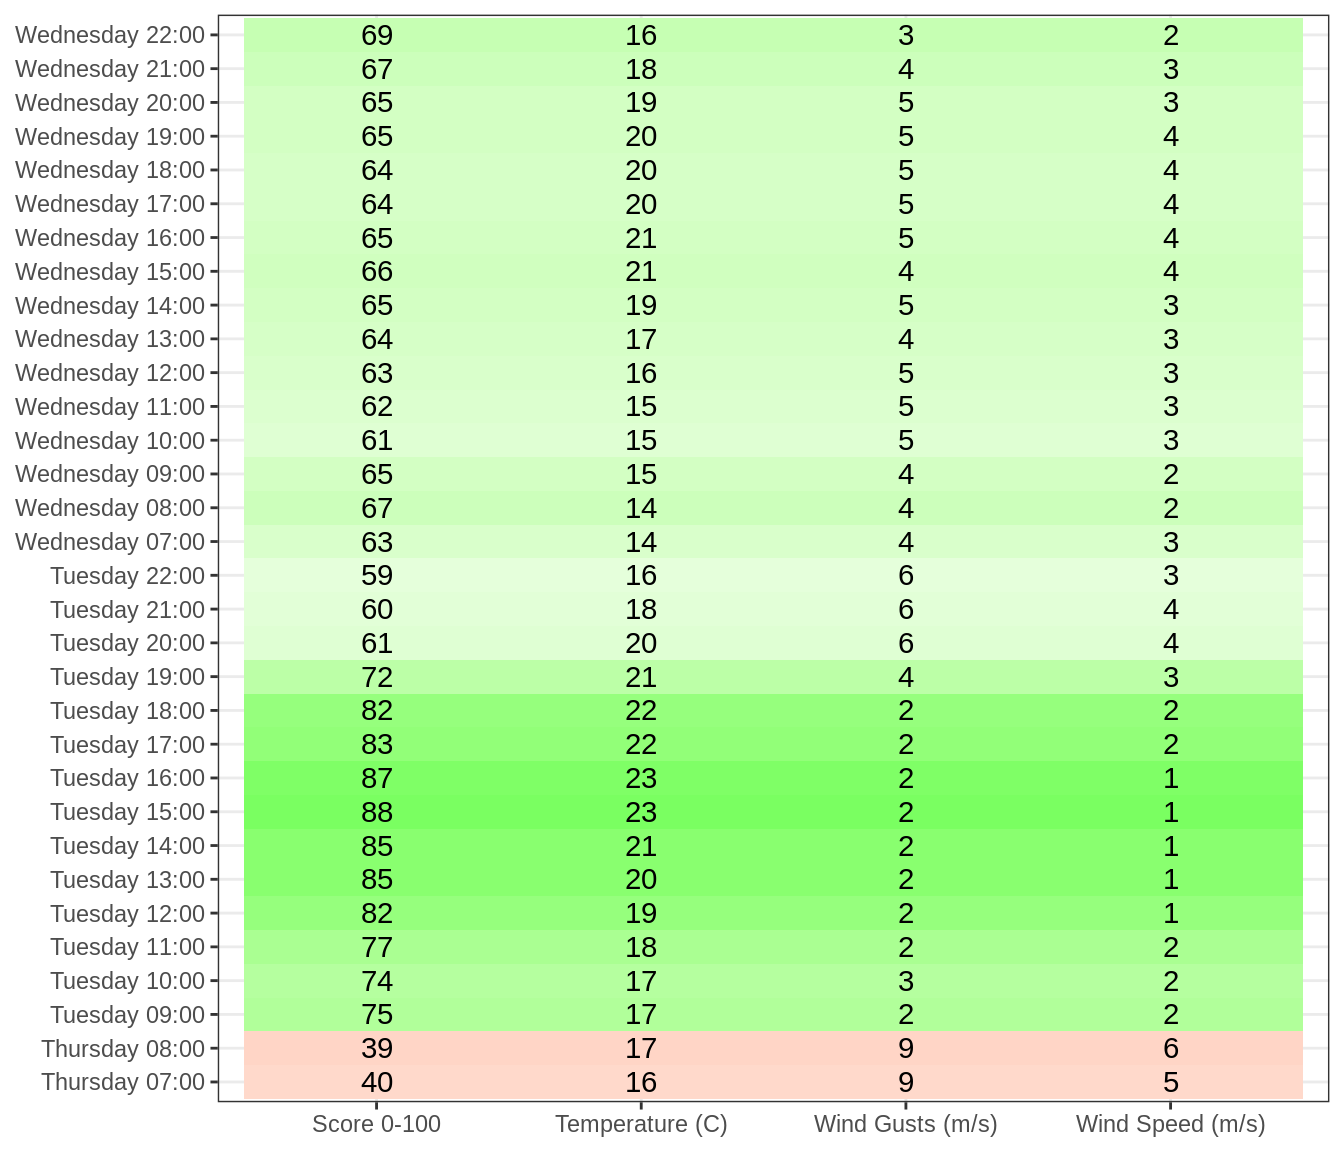 Wednesday 22:00 69 16 3 2
Wednesday 21:00 67 18 4 3
Wednesday 20:00 65 19 5 3
Wednesday 19:00 65 20 5 4
Wednesday 18:00 64 20 5 4
Wednesday 17:00 64 20 5 4
Wednesday 16:00 65 21 5 4
Wednesday 15:00 66 21 4 4
Wednesday 14:00 65 19 5 3
Wednesday 13:00 64 17 4 3
Wednesday 12:00 63 16 5 3
Wednesday 11:00 62 15 5 3
Wednesday 10:00 61 15 5 3
Wednesday 09:00 65 15 4 2
Wednesday 08:00 67 14 4 2
Wednesday 07:00 63 14 4 3
Tuesday 22:00 59 16 6 3
Tuesday 21:00 60 18 6 4
Tuesday 20:00 61 20 6 4
Tuesday 19:00 72 21 4 3
Tuesday 18:00 82 22 2 2
Tuesday 17:00 83 22 2 2
Tuesday 16:00 87 23 2 1
Tuesday 15:00 88 23 2 1
Tuesday 14:00 85 21 2 1
Tuesday 13:00 85 20 2 1
Tuesday 12:00 82 19 2 1
Tuesday 11:00 77 18 2 2
Tuesday 10:00 74 17 3 2
Tuesday 09:00 75 17 2 2
Thursday 08:00 39 17 9 6
Thursday 07:00 40 16 9 5
Score 0-100 Temperature (C) Wind Gusts (m/s) Wind Speed (m/s)